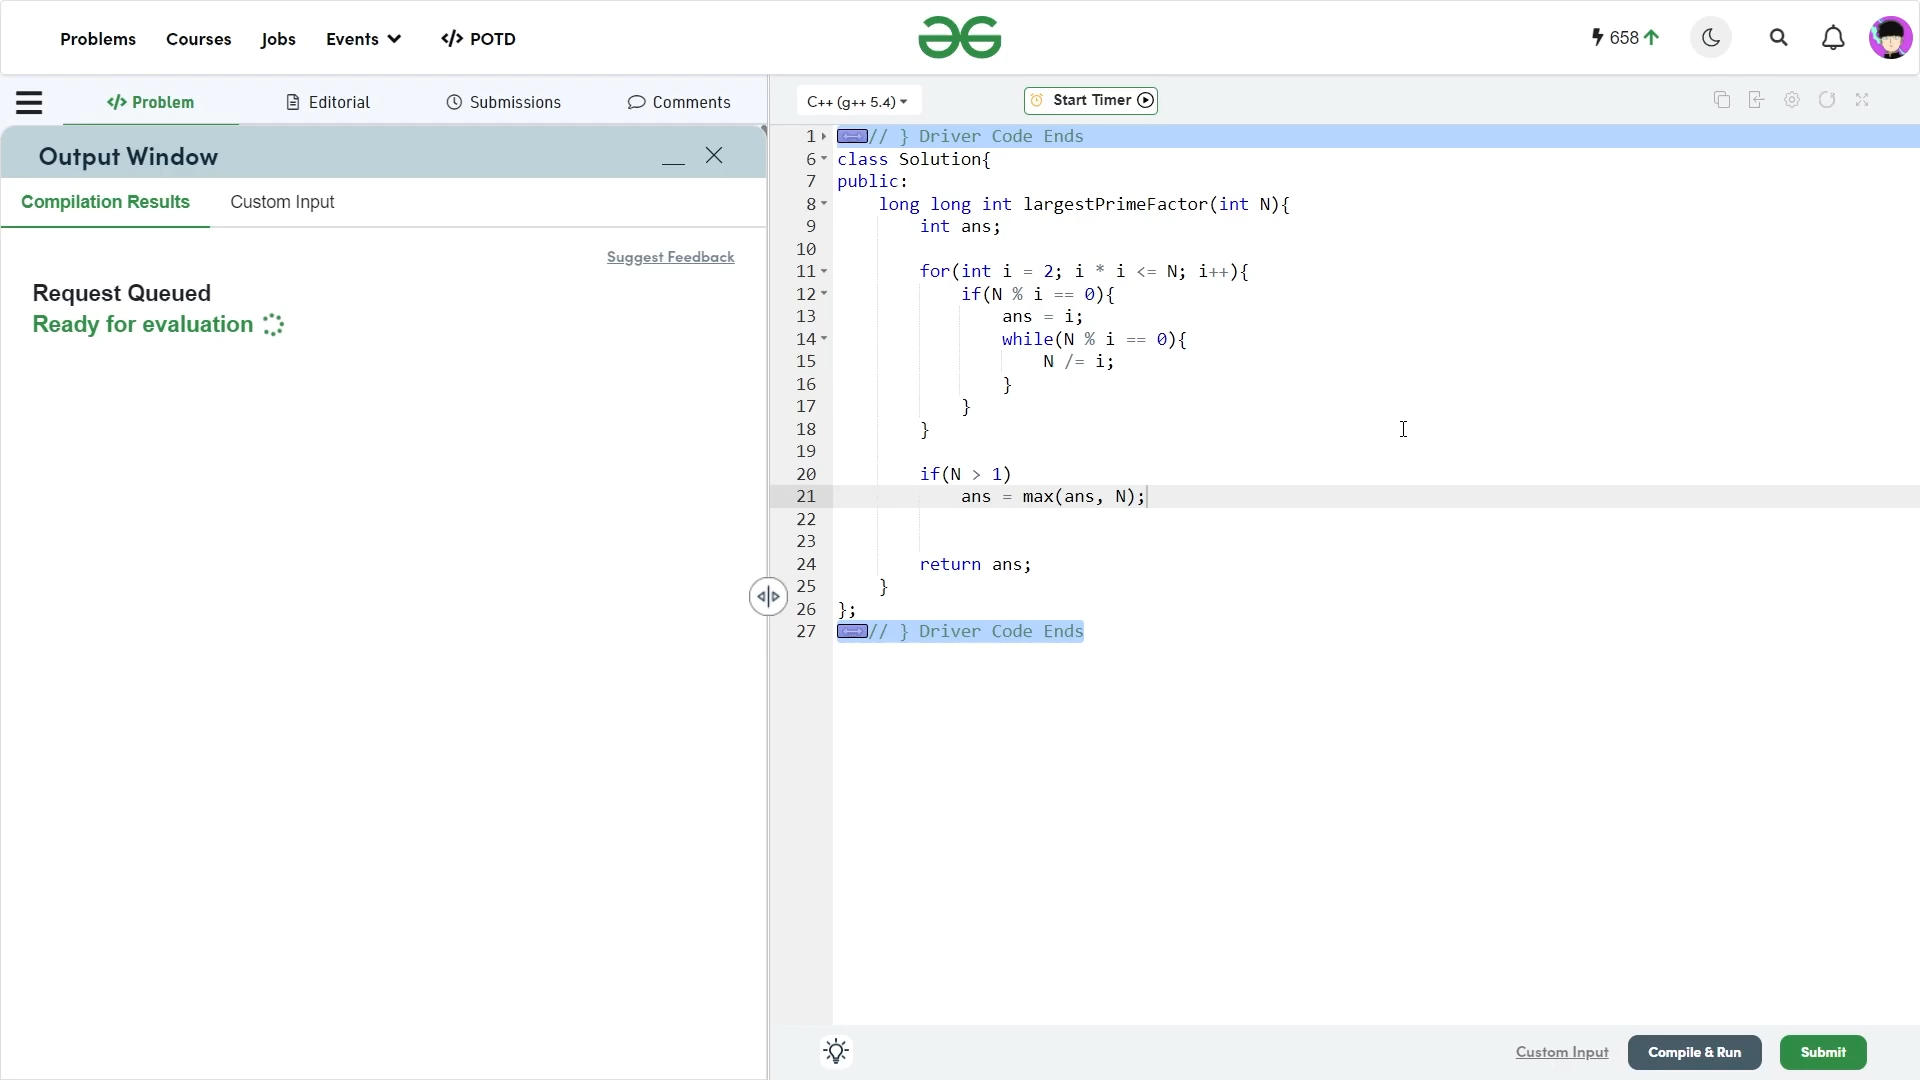 Problems Courses Jobs Events </> POTD
658
</> Problem Editorial Submissions Comments
Output Window
Compilation Results Custom Input
Suggest Feedback
Request Queued
Ready for evaluation
C++ (g++ 5.4) Start Timer
1 // } Driver Code Ends
6 class Solution{
7 public:
8 long long int largestPrimeFactor(int N){
9 int ans;
10
11 for(int i = 2; i * i <= N; i++){
12 if(N % i == 0){
13 ans = i;
14 while(N % i == 0){
15 N /= i;
16 }
17 }
18 }
19
20 if(N > 1)
21 ans = max(ans, N);
22
23
24 return ans;
25 }
26 };
27 // } Driver Code Ends
Custom Input Compile & Run Submit